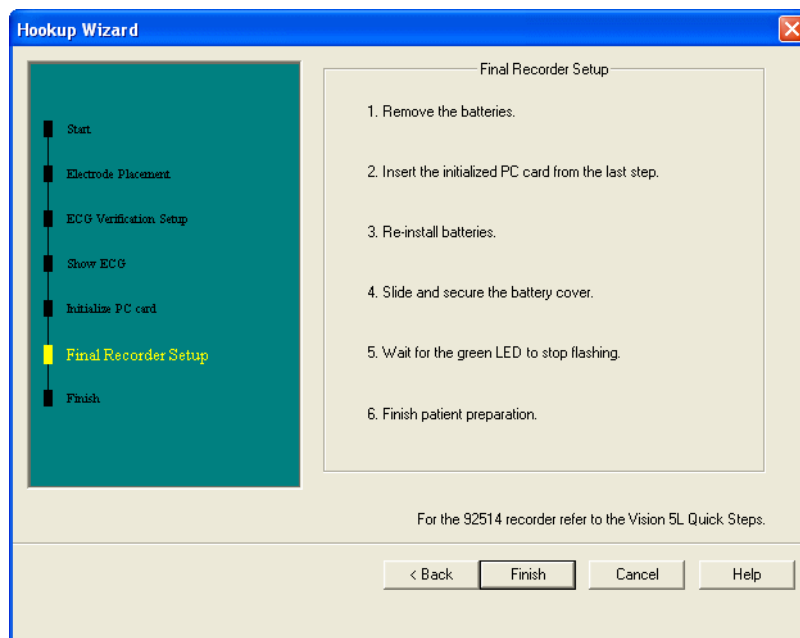 Hookup Wizard
Start
Electrode Placement
ECG Verification Setup
Show ECG
Initialize PC card
Final Recorder Setup
Finish
Final Recorder Setup
1. Remove the batteries.
2. Insert the initialized PC card from the last step.
3. Re-install batteries.
4. Slide and secure the battery cover.
5. Wait for the green LED to stop flashing.
6. Finish patient preparation.
For the 92514 recorder refer to the Vision 5L Quick Steps.
< Back Finish Cancel Help